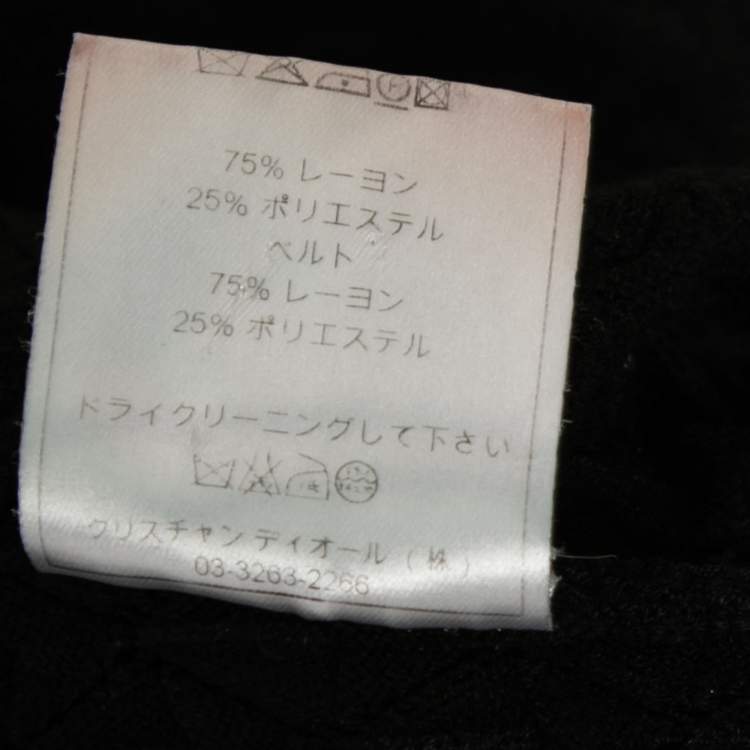 75% レーヨン
25% ポリエステル
ベルト
75% レーヨン
25% ポリエステル
ドライクリーニングして下さい
クリスチャン ディオール (株)
03-3263-2266